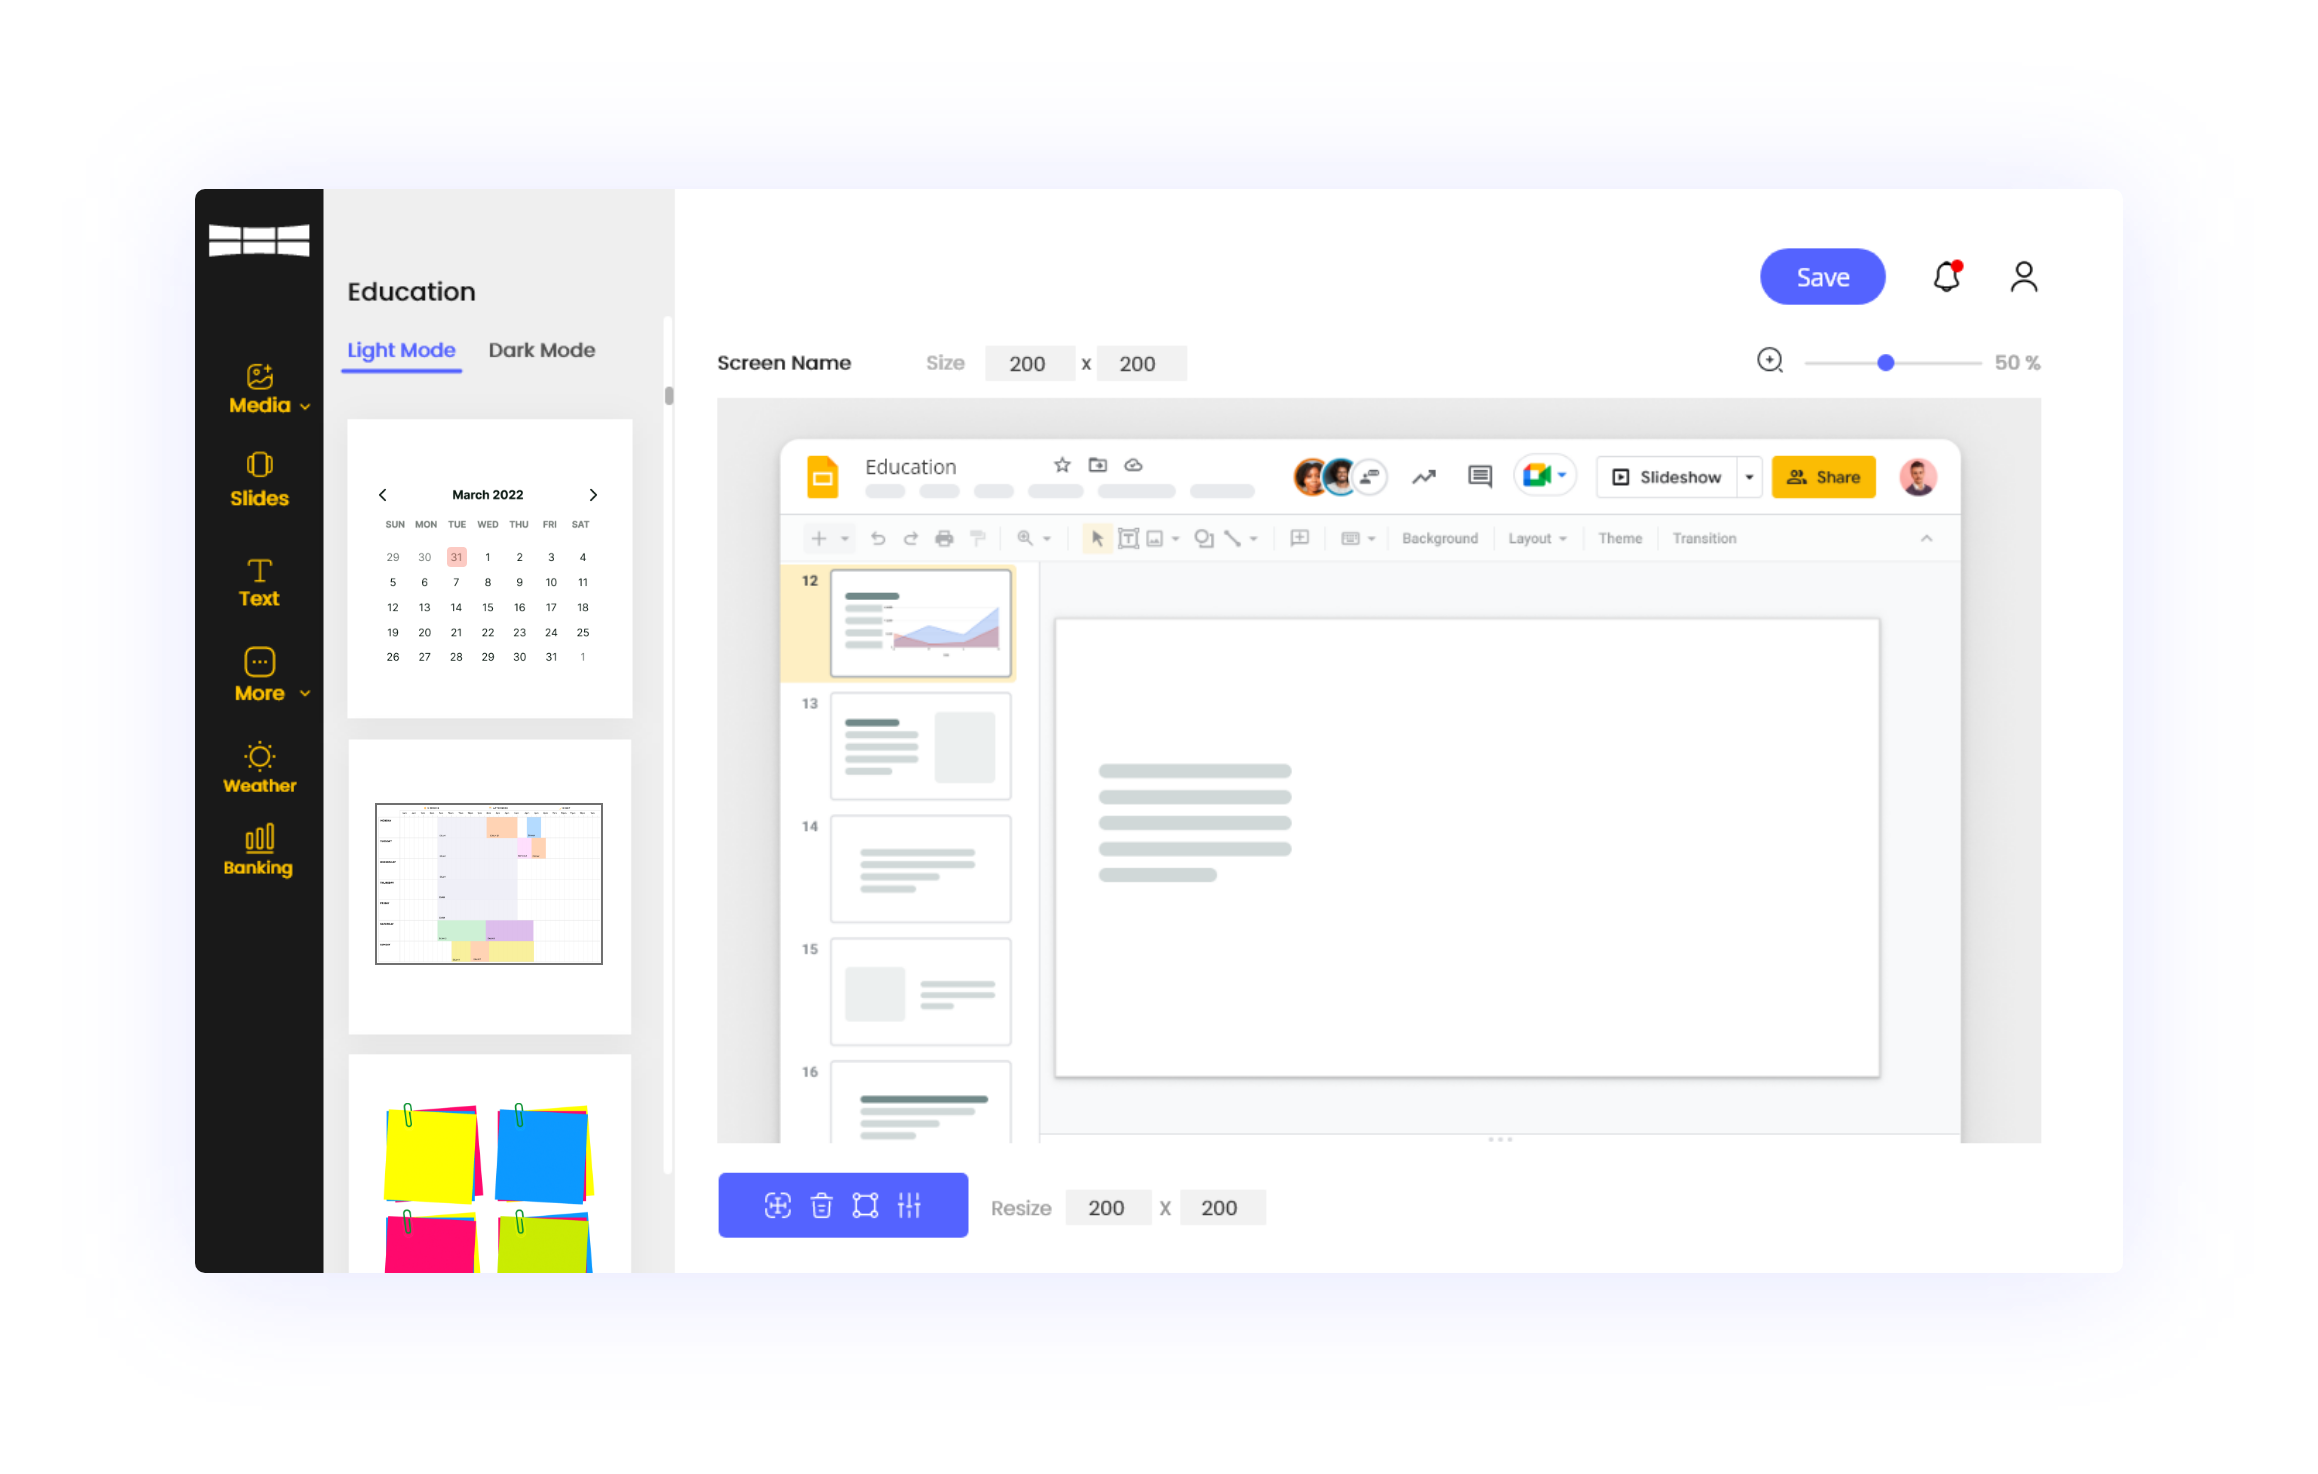 Media
Slides
Text
More
Weather
Banking
Education
Light Mode Dark Mode
March 2022
SUN MON TUE WED THU FRI SAT
29 30 31 1 2 3 4
5 6 7 8 9 10 11
12 13 14 15 16 17 18
19 20 21 22 23 24 25
26 27 28 29 30 31 1
Save
Screen Name Size 200 x 200 50 %
Education
Slideshow Share
Background Layout Theme Transition
12
13
14
15
16
Resize 200 X 200